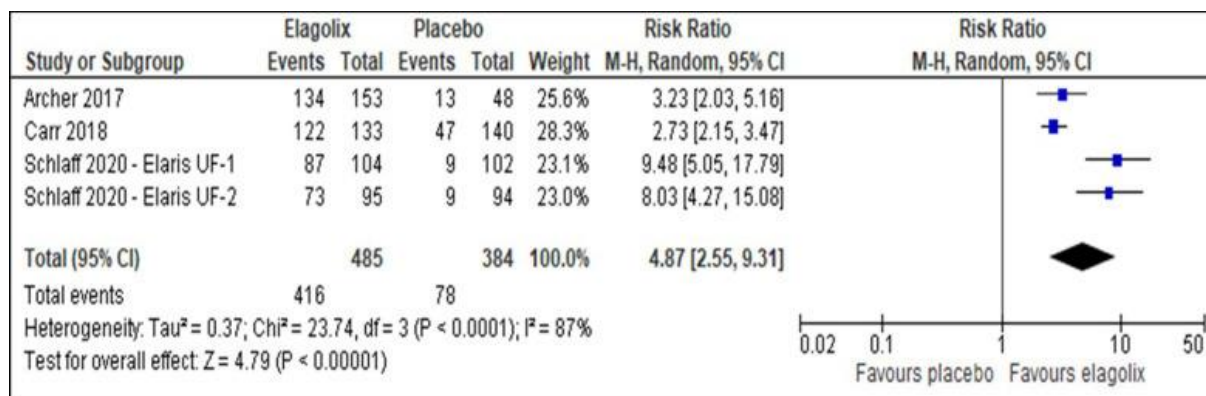 Elagolix Placebo Risk Ratio Risk Ratio
Study or Subgroup Events Total Events Total Weight M-H, Random, 95% CI M-H, Random, 95% CI
Archer 2017 134 153 13 48 25.6% 3.23 [2.03, 5.16]
Carr 2018 122 133 47 140 28.3% 2.73 [2.15, 3.47]
Schlaff 2020 - Elaris UF-1 87 104 9 102 23.1% 9.48 [5.05, 17.79]
Schlaff 2020 - Elaris UF-2 73 95 9 94 23.0% 8.03 [4.27, 15.08]
Total (95% CI) 485 384 100.0% 4.87 [2.55, 9.31]
Total events 416 78
Heterogeneity: Tau² = 0.37; Chi² = 23.74, df = 3 (P < 0.0001); I² = 87%
Test for overall effect: Z = 4.79 (P < 0.00001)
0.02 0.1 1 10 50
Favours placebo Favours elagolix